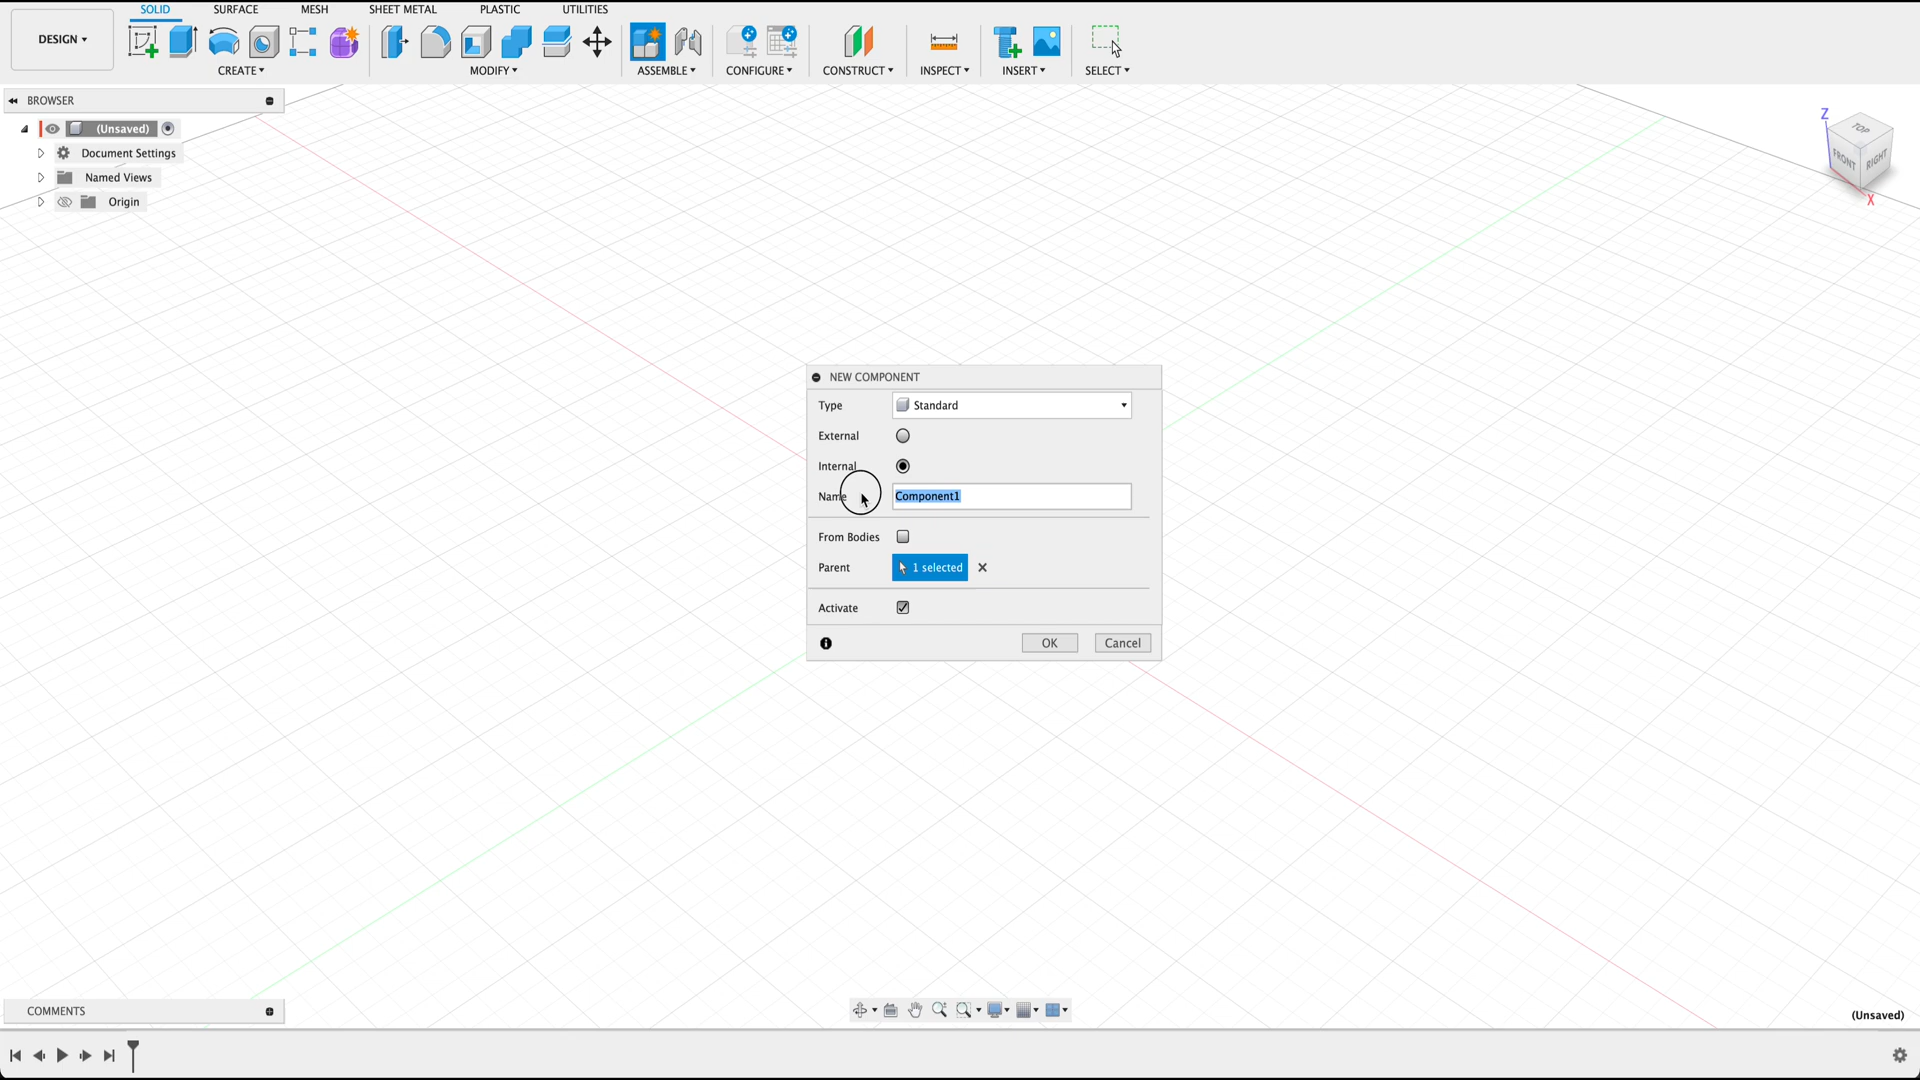 SOLID SURFACE MESH SHEET METAL PLASTIC UTILITIES
DESIGN
CREATE MODIFY ASSEMBLE CONFIGURE CONSTRUCT INSPECT INSERT SELECT
BROWSER
(Unsaved)
Document Settings
Named Views
Origin
Z
TOP
FRONT RIGHT
X
NEW COMPONENT
Type Standard
External
Internal
Name Component1
From Bodies
Parent 1 selected
Activate
OK Cancel
COMMENTS
(Unsaved)